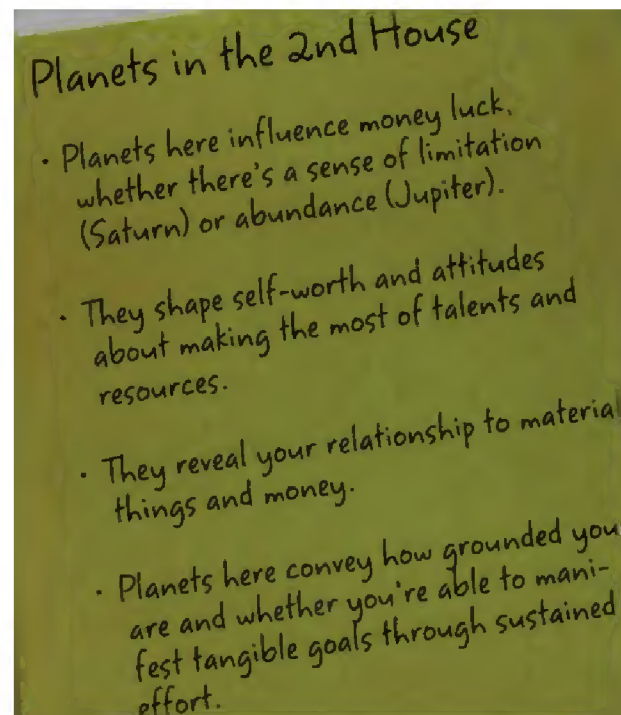 Planets in the 2nd House
· Planets here influence money luck,
whether there's a sense of limitation
(Saturn) or abundance (Jupiter).
· They shape self-worth and attitudes
about making the most of talents and
resources.
· They reveal your relationship to material
things and money.
· Planets here convey how grounded you
are and whether you're able to mani-
fest tangible goals through sustained
effort.